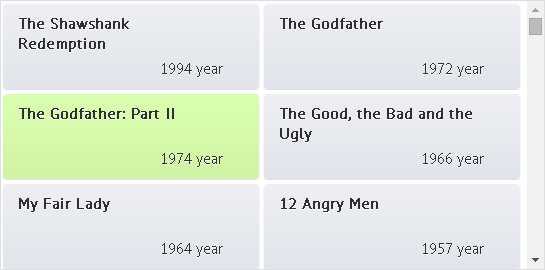 The Shawshank
Redemption
1994 year
The Godfather
1972 year
The Godfather: Part II
1974 year
The Good, the Bad and the
Ugly
1966 year
My Fair Lady
1964 year
12 Angry Men
1957 year